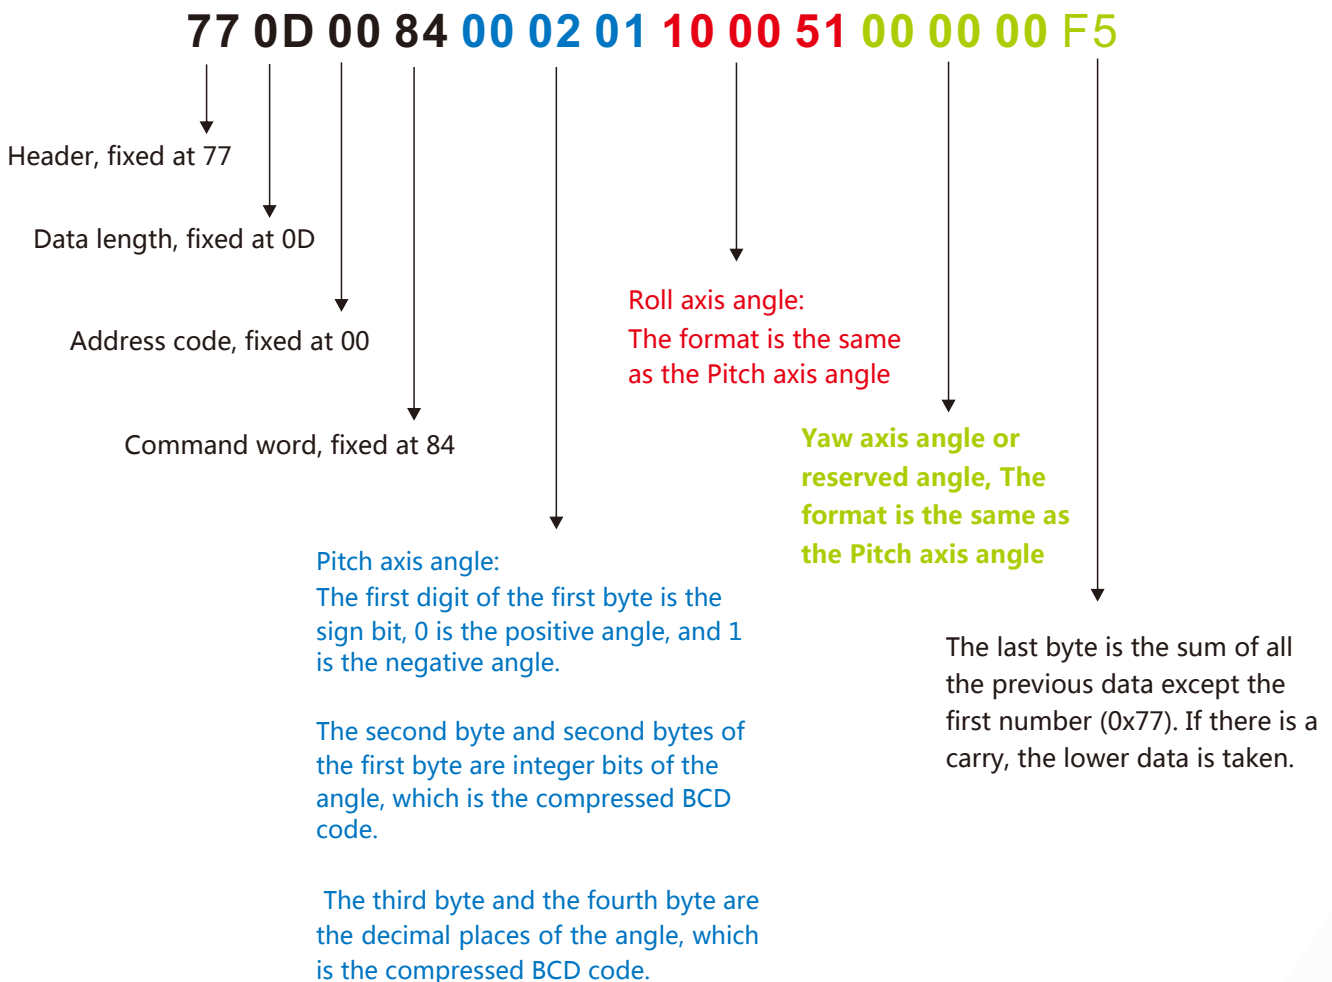 77 0D 00 84 00 02 01 10 00 51 00 00 00 F5
Header, fixed at 77
Data length, fixed at 0D
Address code, fixed at 00
Command word, fixed at 84
Roll axis angle:
The format is the same
as the Pitch axis angle
Yaw axis angle or
reserved angle, The
format is the same as
the Pitch axis angle
Pitch axis angle:
The first digit of the first byte is the
sign bit, 0 is the positive angle, and 1
is the negative angle.
The second byte and second bytes of
the first byte are integer bits of the
angle, which is the compressed BCD
code.
The third byte and the fourth byte are
the decimal places of the angle, which
is the compressed BCD code.
The last byte is the sum of all
the previous data except the
first number (0x77). If there is a
carry, the lower data is taken.